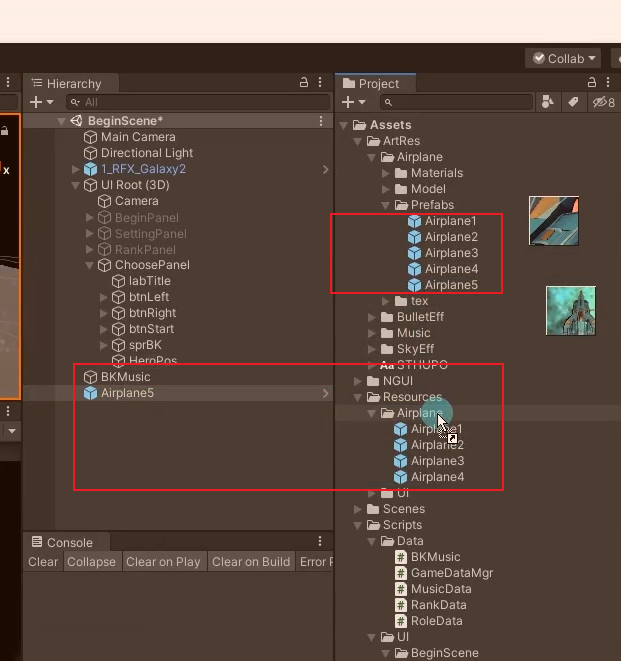 Collab
Hierarchy
All
BeginScene*
Main Camera
Directional Light
1_RFX_Galaxy2
UI Root (3D)
Camera
BeginPanel
SettingPanel
RankPanel
ChoosePanel
labTitle
btnLeft
btnRight
btnStart
sprBK
HeroPos
BKMusic
Airplane5
Console
Clear
Collapse
Clear on Play
Clear on Build
Error
x
Project
8
Assets
ArtRes
Airplane
Materials
Model
Prefabs
Airplane1
Airplane2
Airplane3
Airplane4
Airplane5
tex
BulletEff
Music
SkyEff
STHUPO
NGUI
Resources
Airplane
Airplane1
Airplane2
Airplane3
Airplane4
UI
Scenes
Scripts
Data
BKMusic
GameDataMgr
MusicData
RankData
RoleData
UI
BeginScene